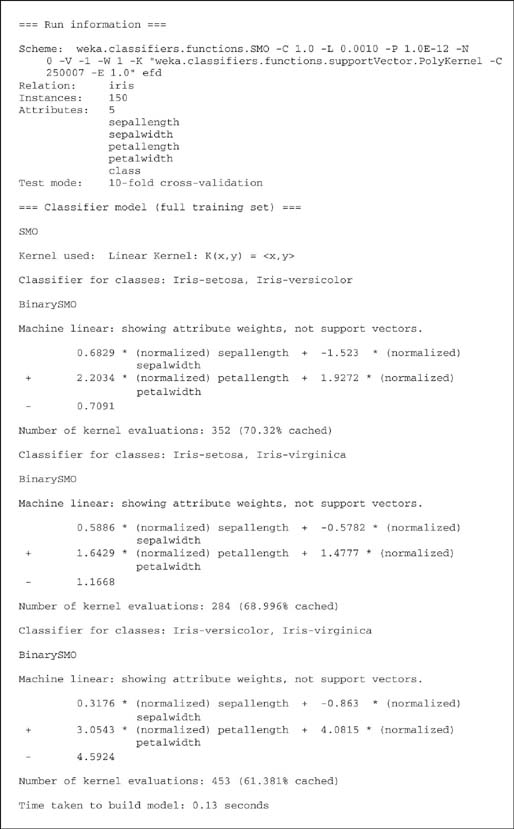 === Run information ===
Scheme: weka.classifiers.functions.SMO -C 1.0 -L 0.0010 -P 1.0E-12 -N
0 -V -1 -W 1 -K "weka.classifiers.functions.supportVector.PolyKernel -C
250007 -E 1.0" efd
Relation: iris
Instances: 150
Attributes: 5
sepallength
sepalwidth
petallength
petalwidth
class
Test mode: 10-fold cross-validation
=== Classifier model (full training set) ===
SMO
Kernel used: Linear Kernel: K(x,y) = <x,y>
Classifier for classes: Iris-setosa, Iris-versicolor
BinarySMO
Machine linear: showing attribute weights, not support vectors.
0.6829 * (normalized) sepallength + -1.523 * (normalized)
sepalwidth
+ 2.2034 * (normalized) petallength + 1.9272 * (normalized)
petalwidth
- 0.7091
Number of kernel evaluations: 352 (70.32% cached)
Classifier for classes: Iris-setosa, Iris-virginica
BinarySMO
Machine linear: showing attribute weights, not support vectors.
0.5886 * (normalized) sepallength + -0.5782 * (normalized)
sepalwidth
+ 1.6429 * (normalized) petallength + 1.4777 * (normalized)
petalwidth
- 1.1668
Number of kernel evaluations: 284 (68.996% cached)
Classifier for classes: Iris-versicolor, Iris-virginica
BinarySMO
Machine linear: showing attribute weights, not support vectors.
0.3176 * (normalized) sepallength + -0.863 * (normalized)
sepalwidth
+ 3.0543 * (normalized) petallength + 4.0815 * (normalized)
petalwidth
- 4.5924
Number of kernel evaluations: 453 (61.381% cached)
Time taken to build model: 0.13 seconds